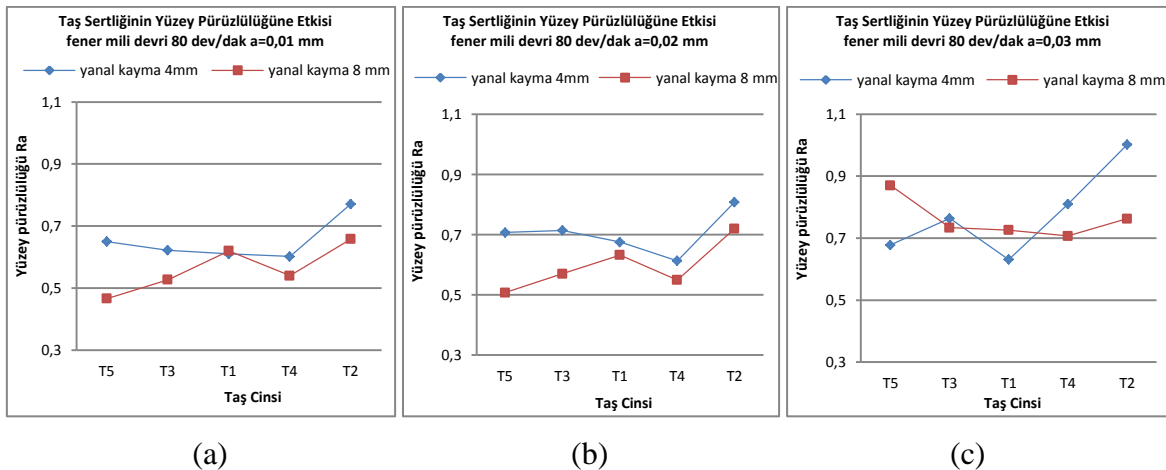 Taş Sertliğinin Yüzey Pürüzlülüğüne Etkisi
fener mili devri 80 dev/dak a=0,01 mm
yanal kayma 4mm
yanal kayma 8 mm
Yüzey pürüzlülüğü Ra
1,1
0,9
0,7
0,5
0,3
T5 T3 T1 T4 T2
Taş Cinsi
(a)
Taş Sertliğinin Yüzey Pürüzlülüğüne Etkisi
fener mili devri 80 dev/dak a=0,02 mm
yanal kayma 4mm
yanal kayma 8 mm
Yüzey pürüzlülüğü Ra
1,1
0,9
0,7
0,5
0,3
T5 T3 T1 T4 T2
Taş Cinsi
(b)
Taş Sertliğinin Yüzey Pürüzlülüğüne Etkisi
fener mili devri 80 dev/dak a=0,03 mm
yanal kayma 4mm
yanal kayma 8 mm
Yüzey pürüzlülüğü Ra
1,1
0,9
0,7
0,5
0,3
T5 T3 T1 T4 T2
Taş Cinsi
(c)